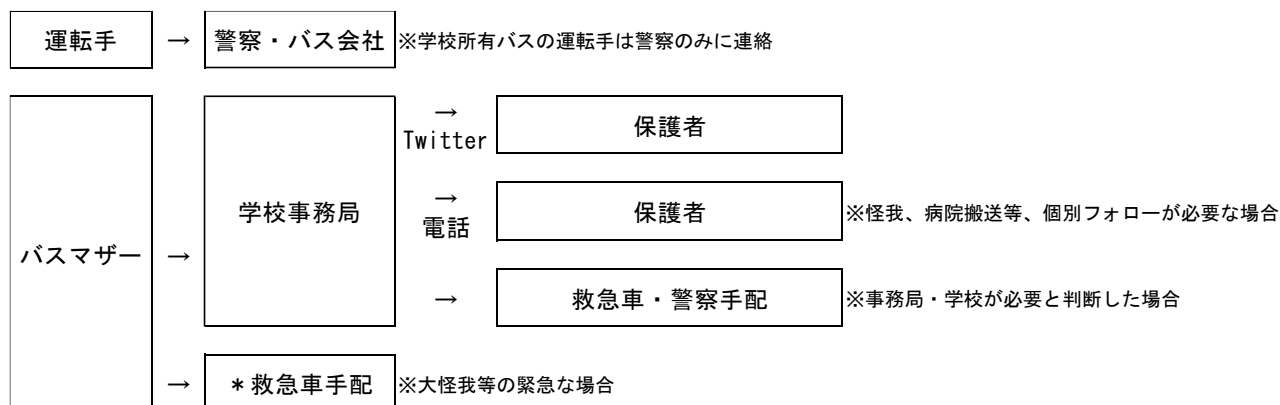 運転手 → 警察・バス会社 ※学校所有バスの運転手は警察のみに連絡
→
Twitter
保護者
学校事務局
→
電話
保護者 ※怪我、病院搬送等、個別フォローが必要な場合
バスマザー →
→ 救急車・警察手配 ※事務局・学校が必要と判断した場合
→ *救急車手配 ※大怪我等の緊急な場合